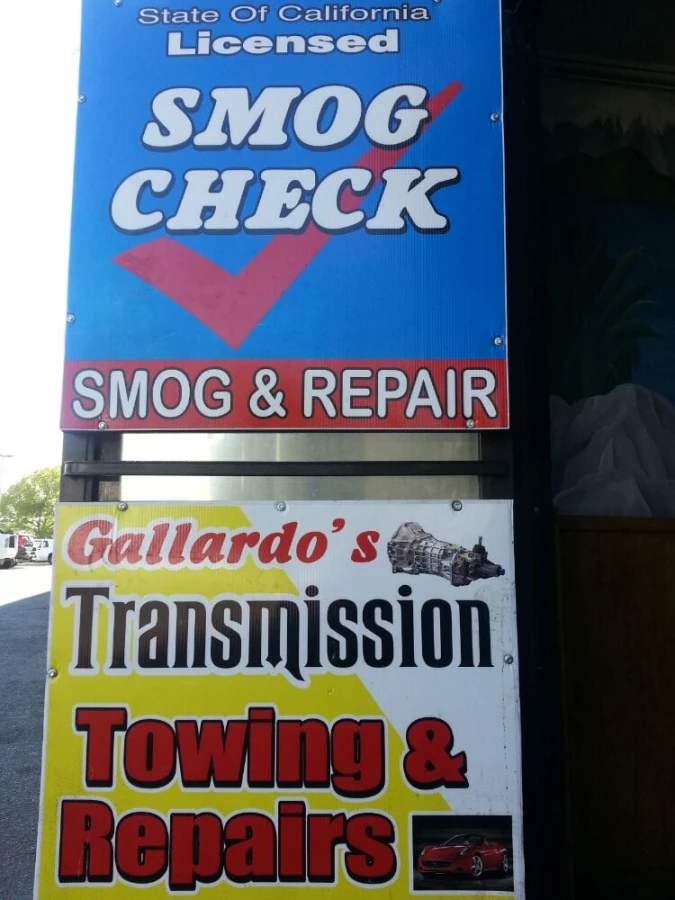 State Of California
Licensed
SMOG
CHECK
SMOG & REPAIR
Gallardo's
Transmission
Towing &
Repairs